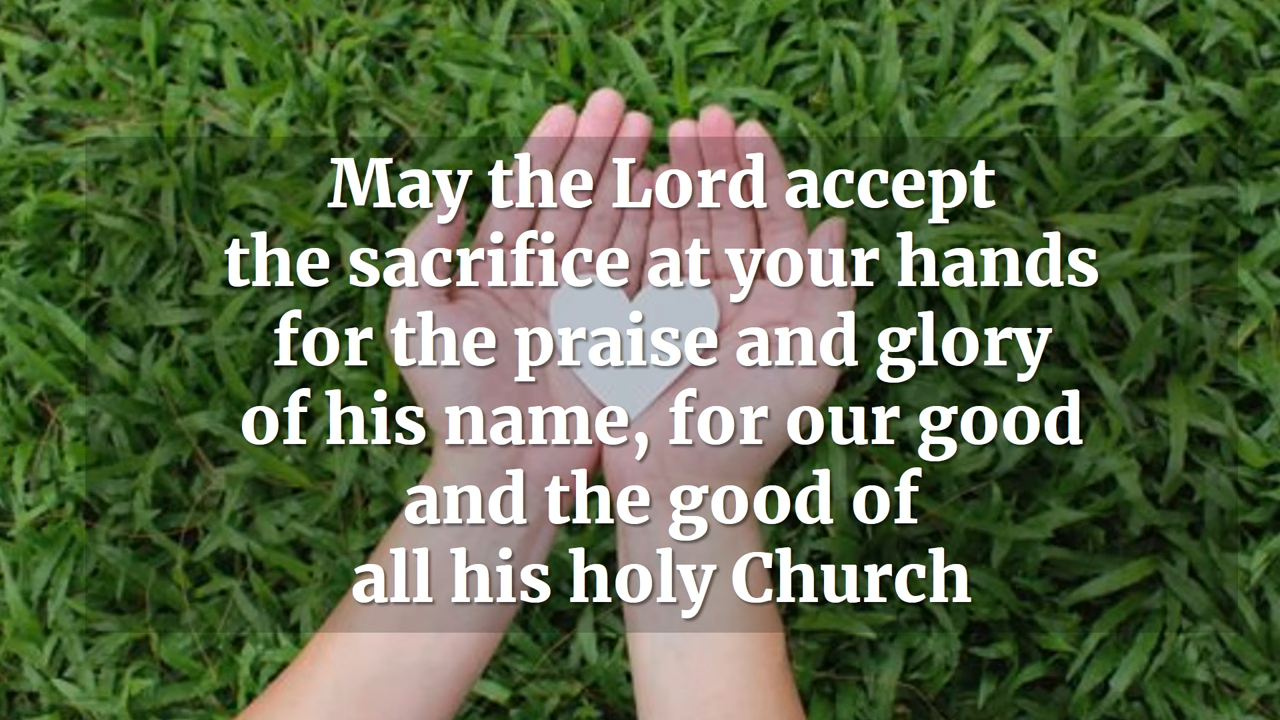 May the Lord accept
the sacrifice at your hands
for the praise and glory
of his name, for our good
and the good of
all his holy Church